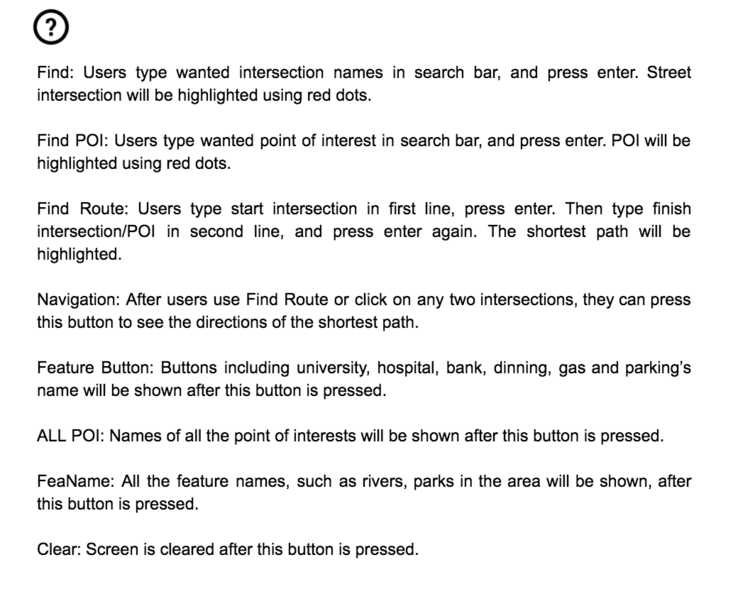 ?
Find: Users type wanted intersection names in search bar, and press enter. Street
intersection will be highlighted using red dots.
Find POI: Users type wanted point of interest in search bar, and press enter. POI will be
highlighted using red dots.
Find Route: Users type start intersection in first line, press enter. Then type finish
intersection/POI in second line, and press enter again. The shortest path will be
highlighted.
Navigation: After users use Find Route or click on any two intersections, they can press
this button to see the directions of the shortest path.
Feature Button: Buttons including university, hospital, bank, dinning, gas and parking's
name will be shown after this button is pressed.
ALL POI: Names of all the point of interests will be shown after this button is pressed.
FeaName: All the feature names, such as rivers, parks in the area will be shown, after
this button is pressed.
Clear: Screen is cleared after this button is pressed.